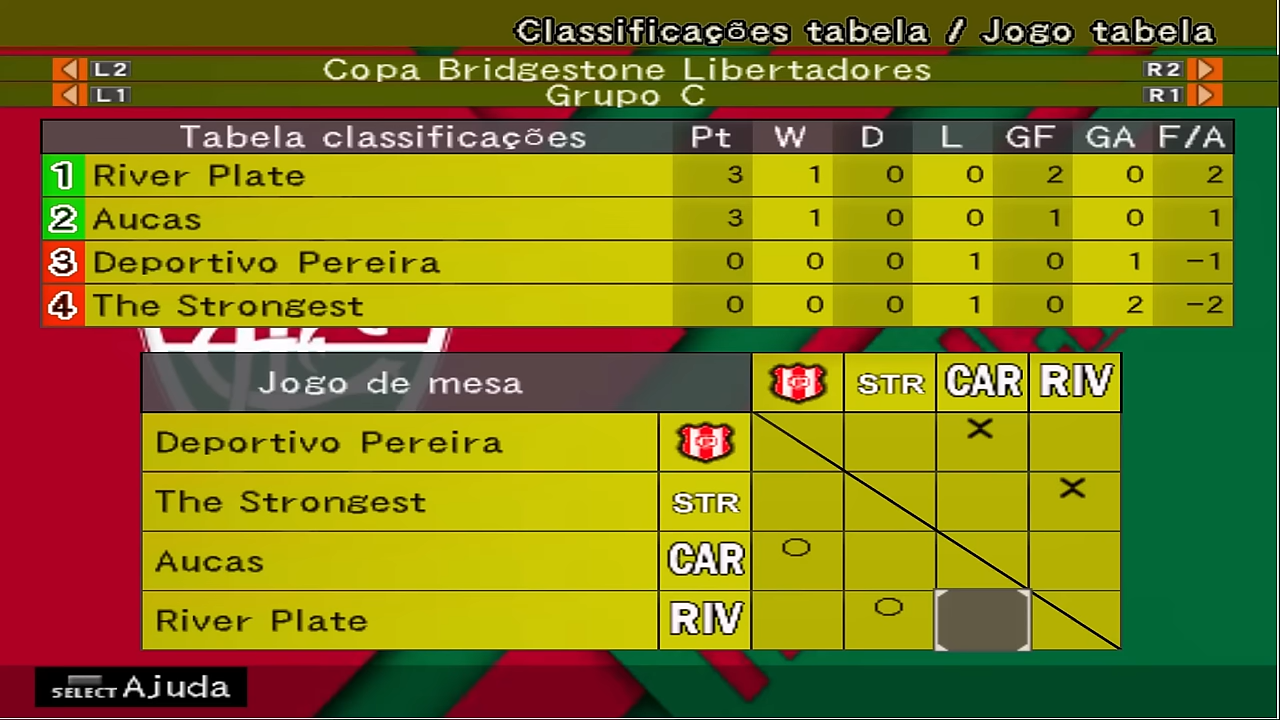 Classificações tabela / Jogo tabela
L2 Copa Bridgestone Libertadores R2
L1 Grupo C R1
Tabela classificações Pt W D L GF GA F/A
1 River Plate 3 1 0 0 2 0 2
2 Aucas 3 1 0 0 1 0 1
3 Deportivo Pereira 0 0 0 1 0 1 -1
4 The Strongest 0 0 0 1 0 2 -2
Jogo de mesa STR CAR RIV
Deportivo Pereira ×
The Strongest STR ×
Aucas CAR ○
River Plate RIV ○
SELECT Ajuda